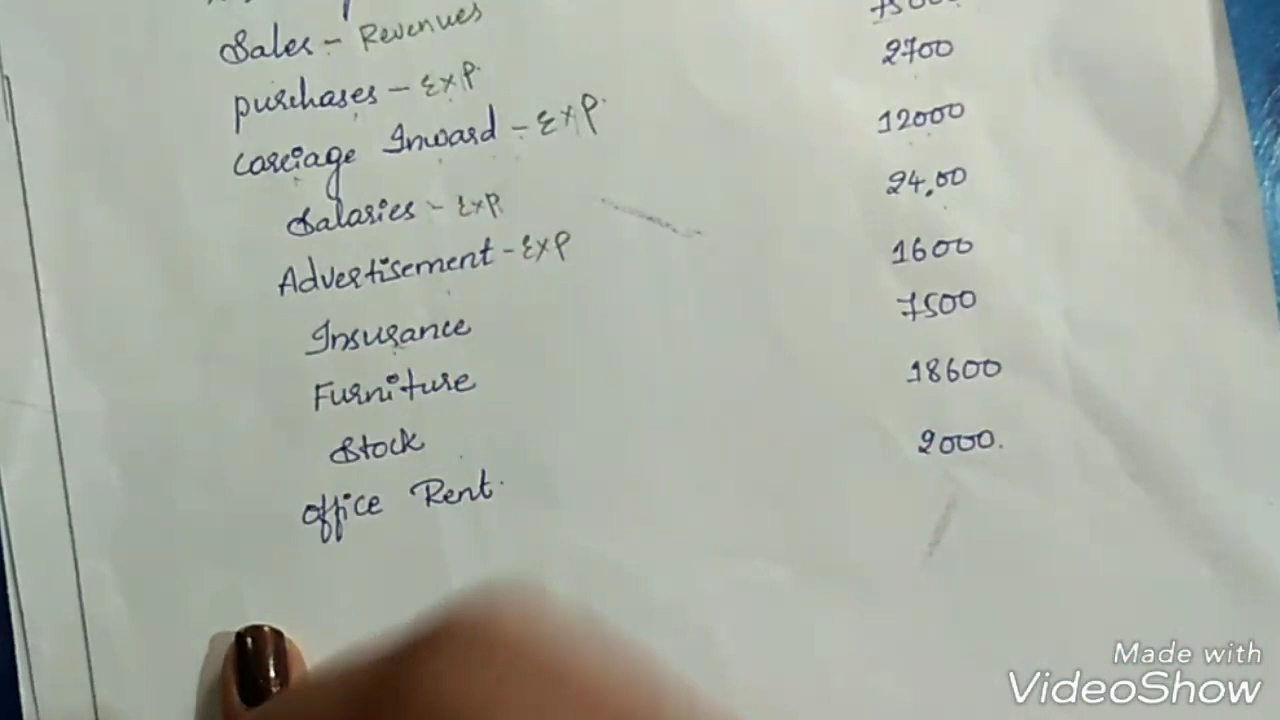 Sales - Revenues
2700
purchases - Exp.
12000
Carriage Inward - Exp.
24,00
Salaries - Exp.
1600
Advertisement - Exp
7500
Insurance
18600
Furniture
2000.
Stock
office Rent.
Made with
VideoShow